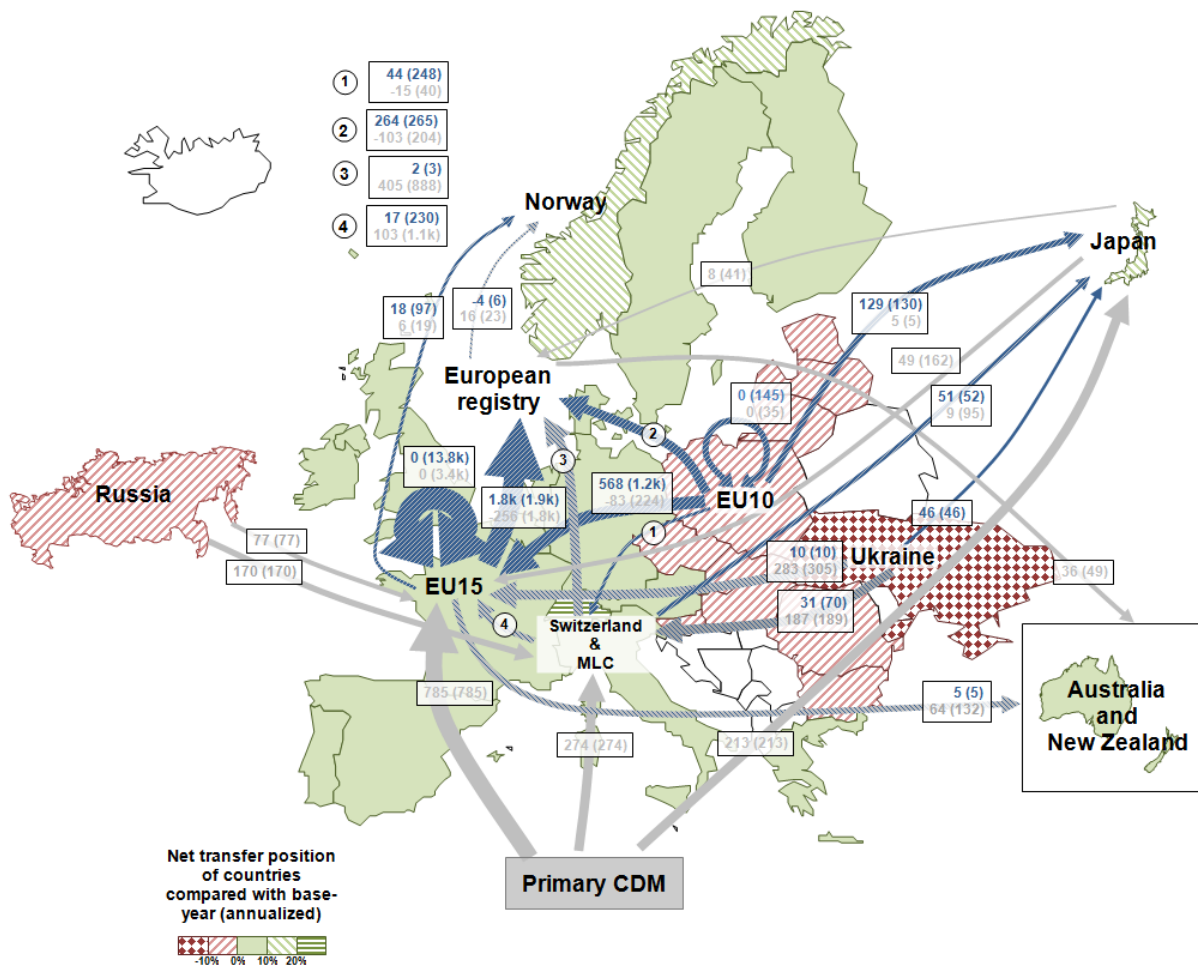 1
44 (248)
-15 (40)
2
264 (265)
-103 (204)
3
2 (3)
405 (888)
4
17 (230)
103 (1.1k)
Norway
Japan
8 (41)
18 (97)
6 (19)
-4 (6)
16 (23)
129 (130)
5 (5)
49 (162)
European
registry
51 (52)
9 (95)
0 (145)
0 (35)
2
3
0 (13.8k)
0 (3.4k)
1.8k (1.9k)
-256 (1.8k)
568 (1.2k)
-83 (224)
Russia
EU10
1
46 (46)
77 (77)
170 (170)
10 (10)
283 (305)
Ukraine
36 (49)
EU15
31 (70)
187 (189)
4
Switzerland
&
MLC
785 (785)
5 (5)
64 (132)
Australia
and
New Zealand
274 (274)
213 (213)
Primary CDM
Net transfer position
of countries
compared with base-
year (annualized)
-10% 0% 10% 20%